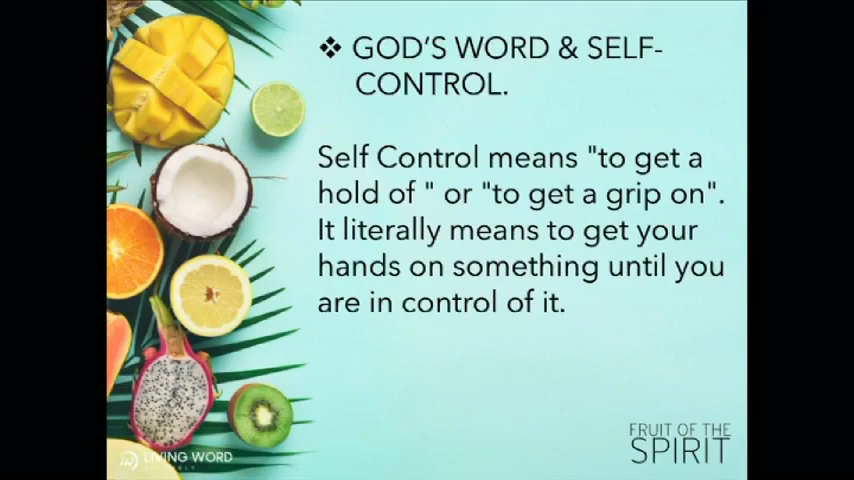 ❖ GOD'S WORD & SELF-
CONTROL.
Self Control means "to get a
hold of " or "to get a grip on".
It literally means to get your
hands on something until you
are in control of it.
FRUIT OF THE
SPIRIT
LIVING WORD